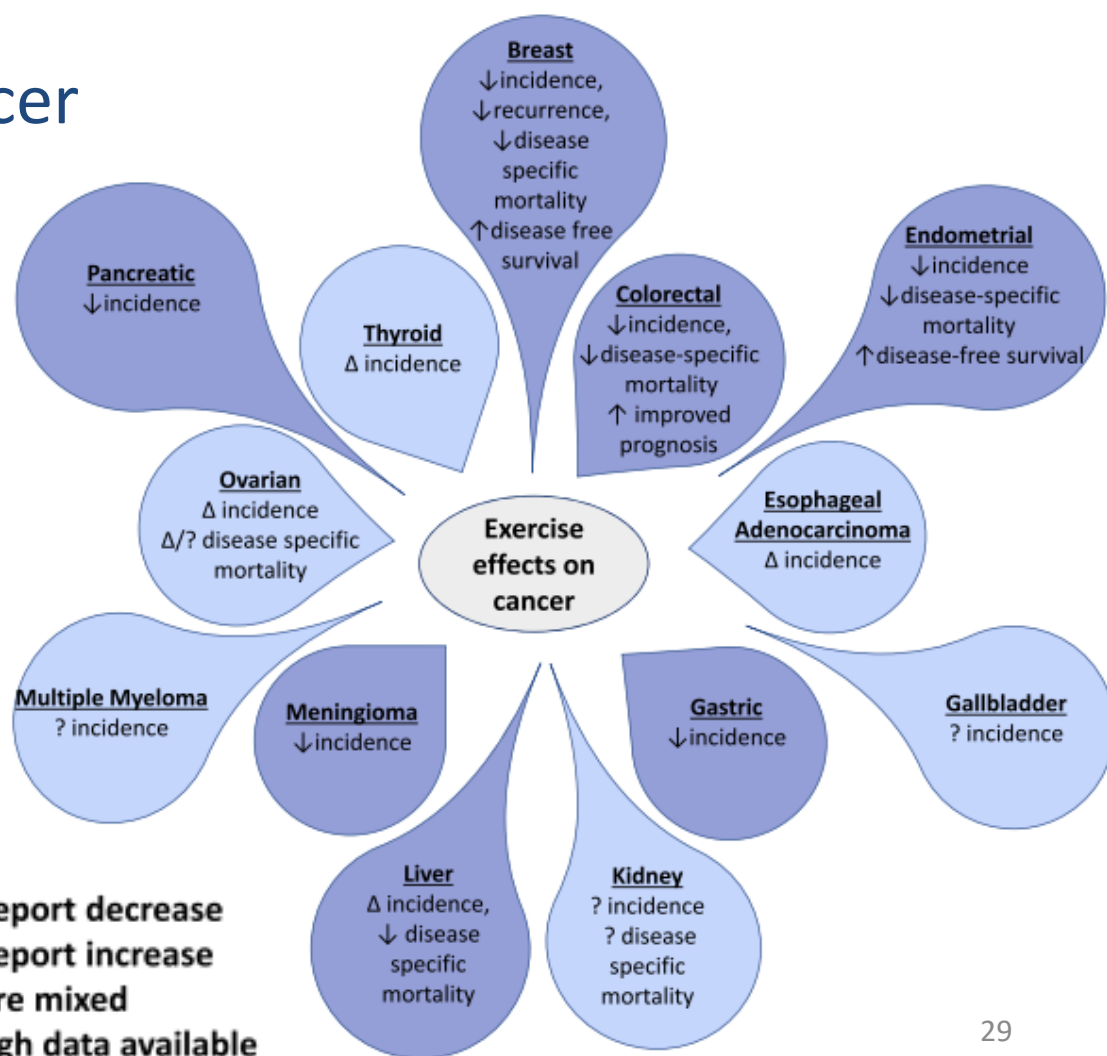 cer
Breast
↓incidence,
↓recurrence,
↓disease
specific
mortality
↑disease free
survival
Pancreatic
↓incidence
Thyroid
Δ incidence
Colorectal
↓incidence,
↓disease-specific
mortality
↑ improved
prognosis
Endometrial
↓incidence
↓disease-specific
mortality
↑disease-free survival
Ovarian
Δ incidence
Δ/? disease specific
mortality
Exercise
effects on
cancer
Esophageal
Adenocarcinoma
Δ incidence
Multiple Myeloma
? incidence
Meningioma
↓incidence
Gastric
↓incidence
Gallbladder
? incidence
Liver
Δ incidence,
↓ disease
specific
mortality
Kidney
? incidence
? disease
specific
mortality
eport decrease
eport increase
re mixed
gh data available
29